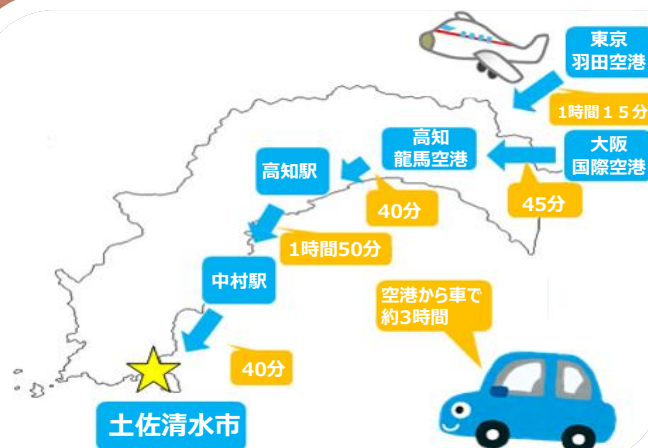 東京
羽田空港
1時間１５分
大阪
国際空港
45分
高知
龍馬空港
40分
高知駅
1時間50分
中村駅
40分
空港から車で
約3時間
土佐清水市